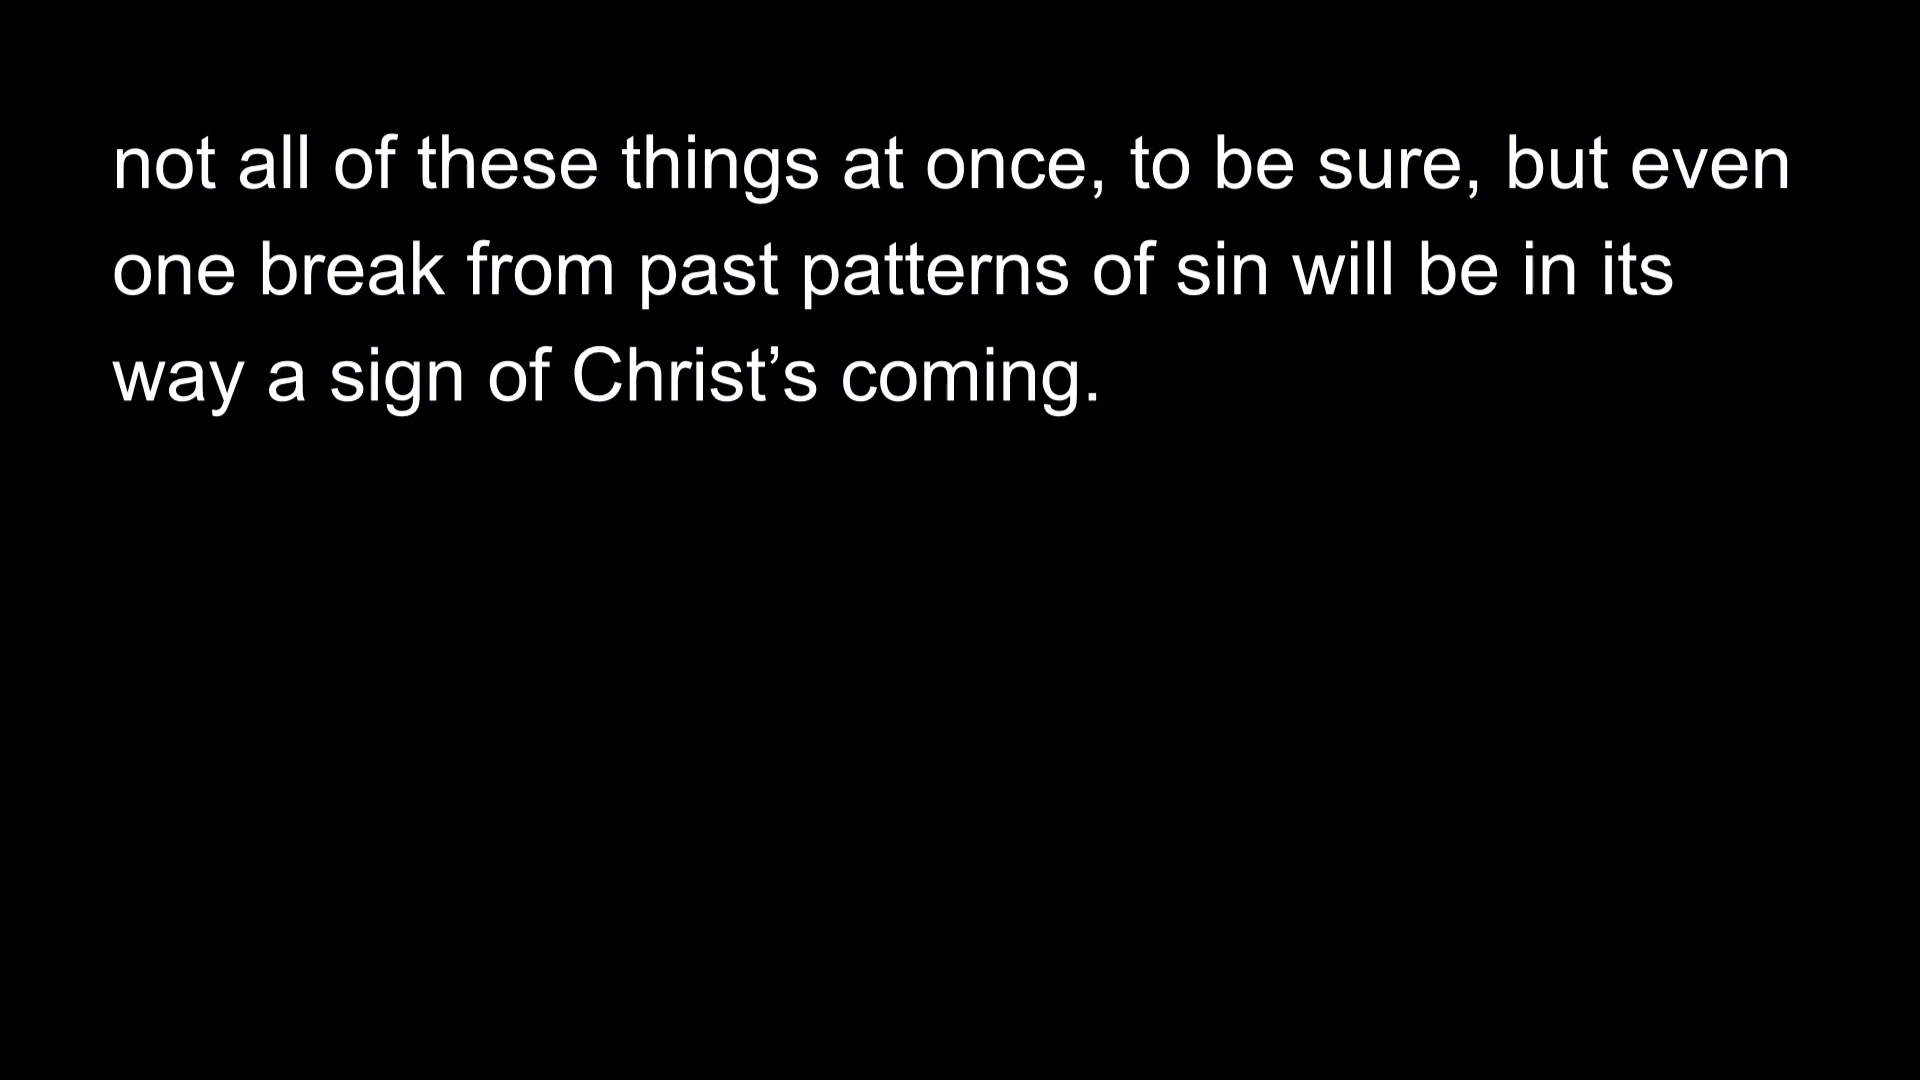 not all of these things at once, to be sure, but even
one break from past patterns of sin will be in its
way a sign of Christ’s coming.